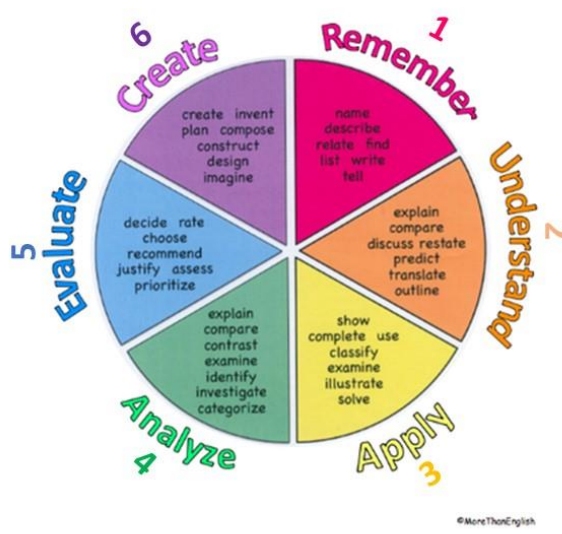 1
Remember
name
describe
relate find
list write
tell
2
Understand
explain
compare
discuss restate
predict
translate
outline
3
Apply
show
complete use
classify
examine
illustrate
solve
4
Analyze
explain
compare
contrast
examine
identify
investigate
categorize
5
Evaluate
decide rate
choose
recommend
justify assess
prioritize
6
Create
create invent
plan compose
construct
design
imagine
©MoreThanEnglish